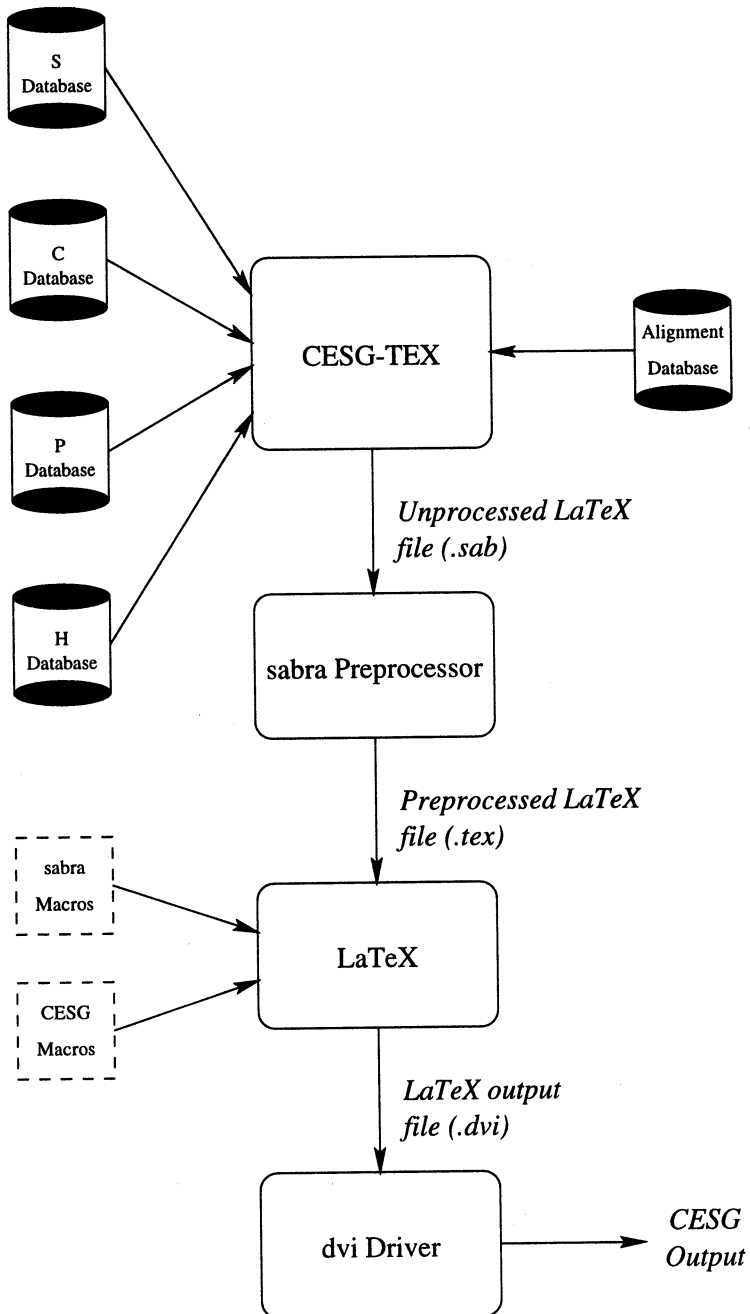 S
Database
C
Database
CESG-TEX
Alignment
Database
P
Database
Unprocessed LaTeX
file (.sab)
H
Database
sabra Preprocessor
Preprocessed LaTeX
file (.tex)
sabra
Macros
LaTeX
CESG
Macros
LaTeX output
file (.dvi)
dvi Driver
CESG
Output